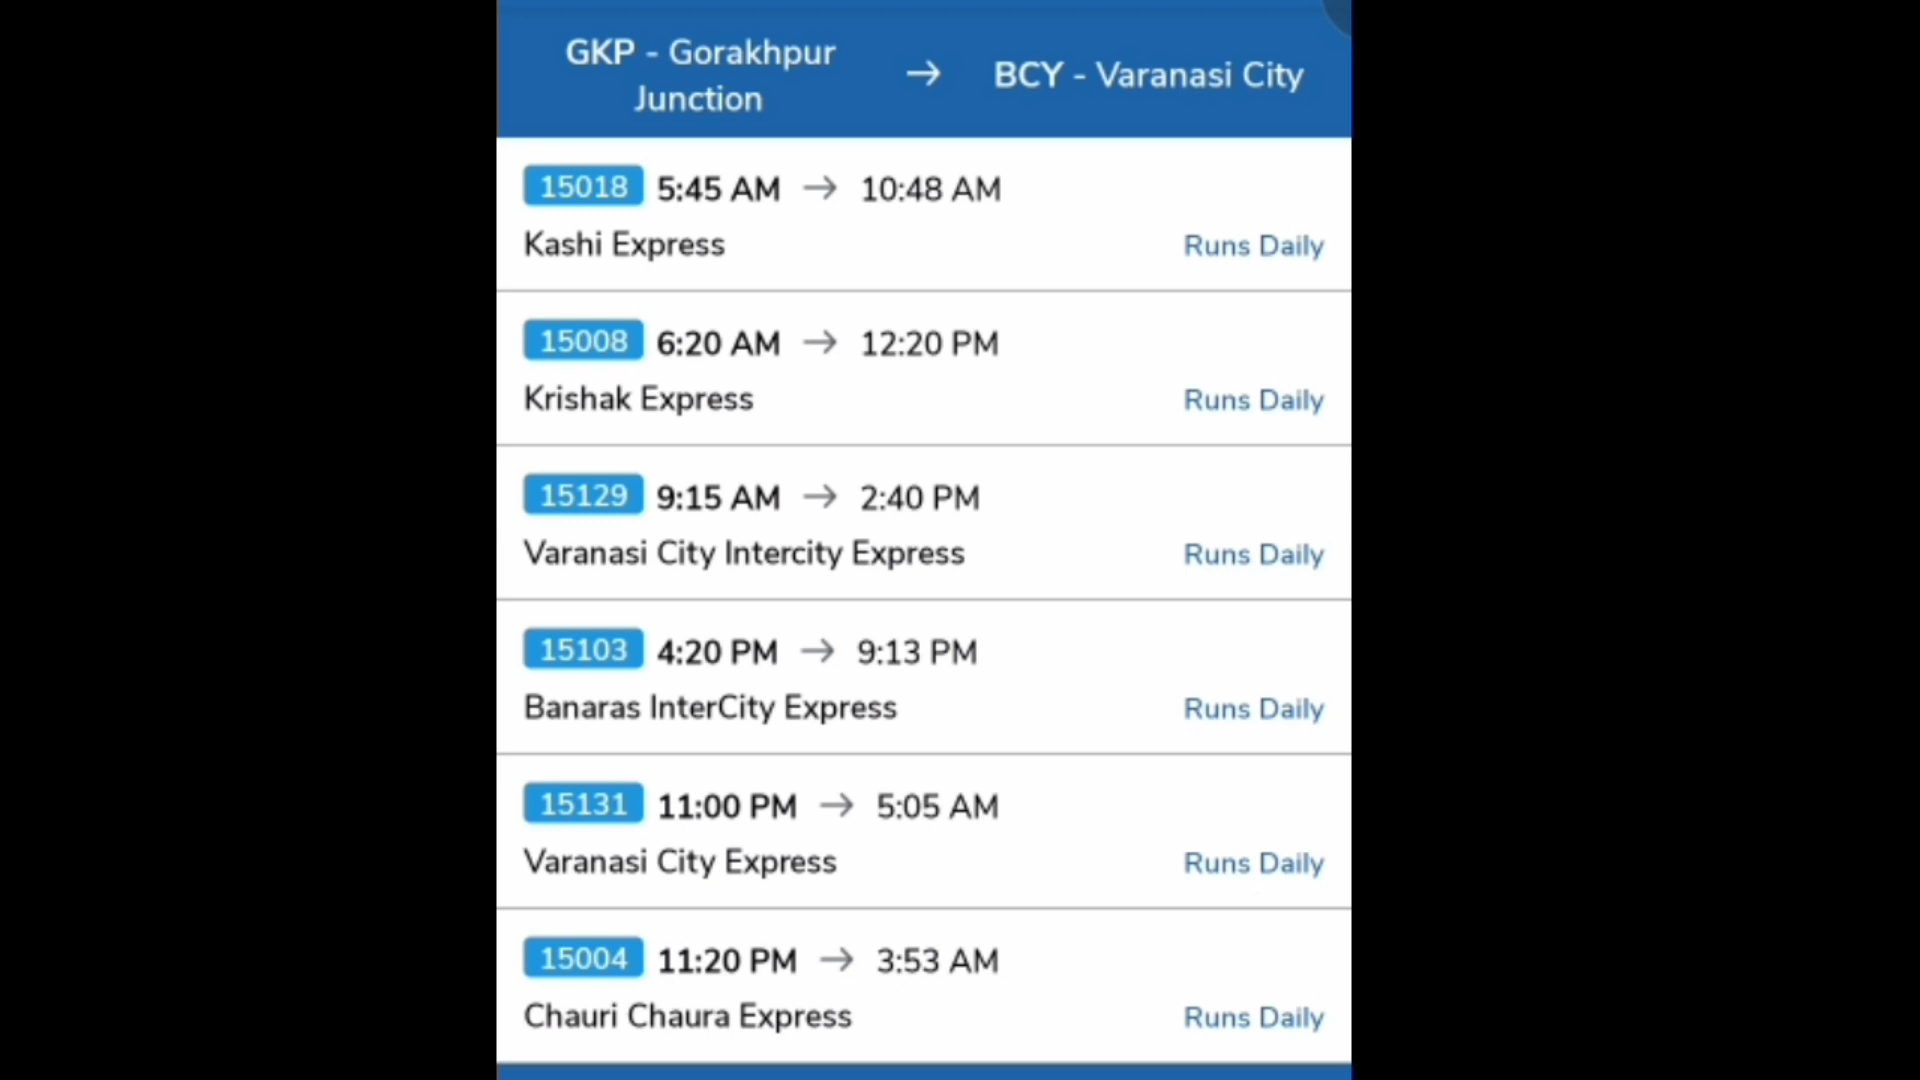 GKP - Gorakhpur
Junction
→ BCY - Varanasi City
15018 5:45 AM → 10:48 AM
Kashi Express Runs Daily
15008 6:20 AM → 12:20 PM
Krishak Express Runs Daily
15129 9:15 AM → 2:40 PM
Varanasi City Intercity Express Runs Daily
15103 4:20 PM → 9:13 PM
Banaras InterCity Express Runs Daily
15131 11:00 PM → 5:05 AM
Varanasi City Express Runs Daily
15004 11:20 PM → 3:53 AM
Chauri Chaura Express Runs Daily